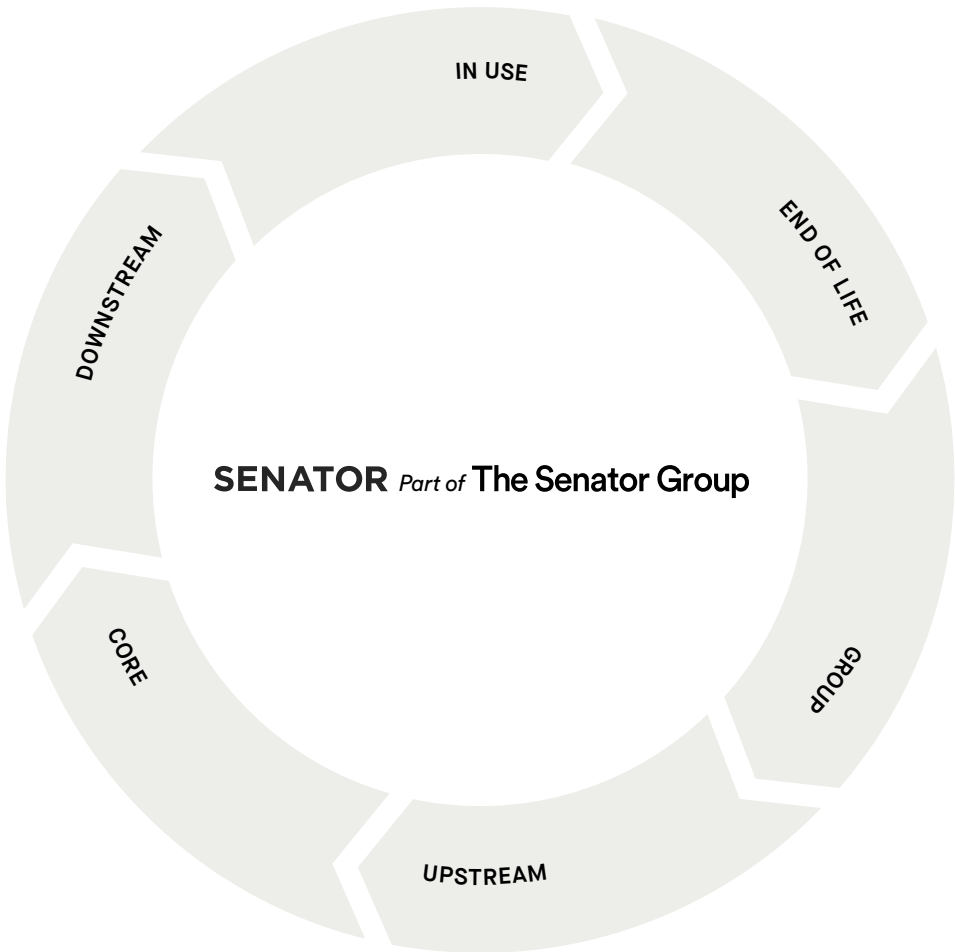 IN USE
END OF LIFE
DOWNSTREAM
SENATOR Part of The Senator Group
CORE
GROUP
UPSTREAM